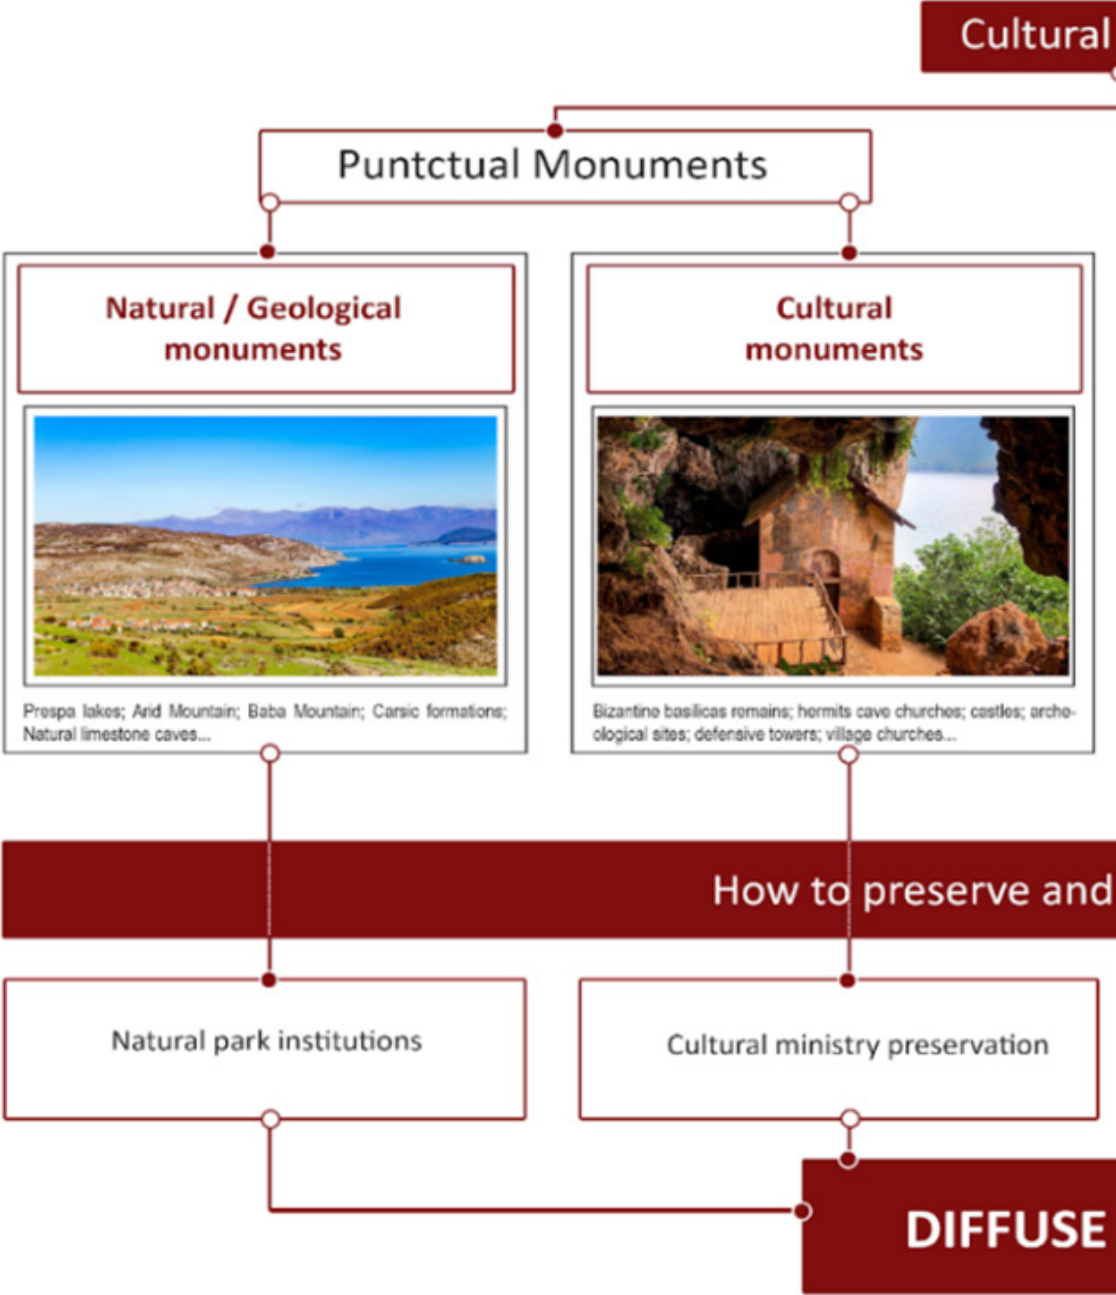 Cultural
Puntctual Monuments
Natural / Geological
monuments
Cultural
monuments
Prespa lakes; Arid Mountain; Baba Mountain; Carsic formations;
Natural limestone caves...
Bizantine basilicas remains; hermits cave churches; castles; arche-
ological sites; defensive towers; village churches...
How to preserve and
Natural park institutions
Cultural ministry preservation
DIFFUSE